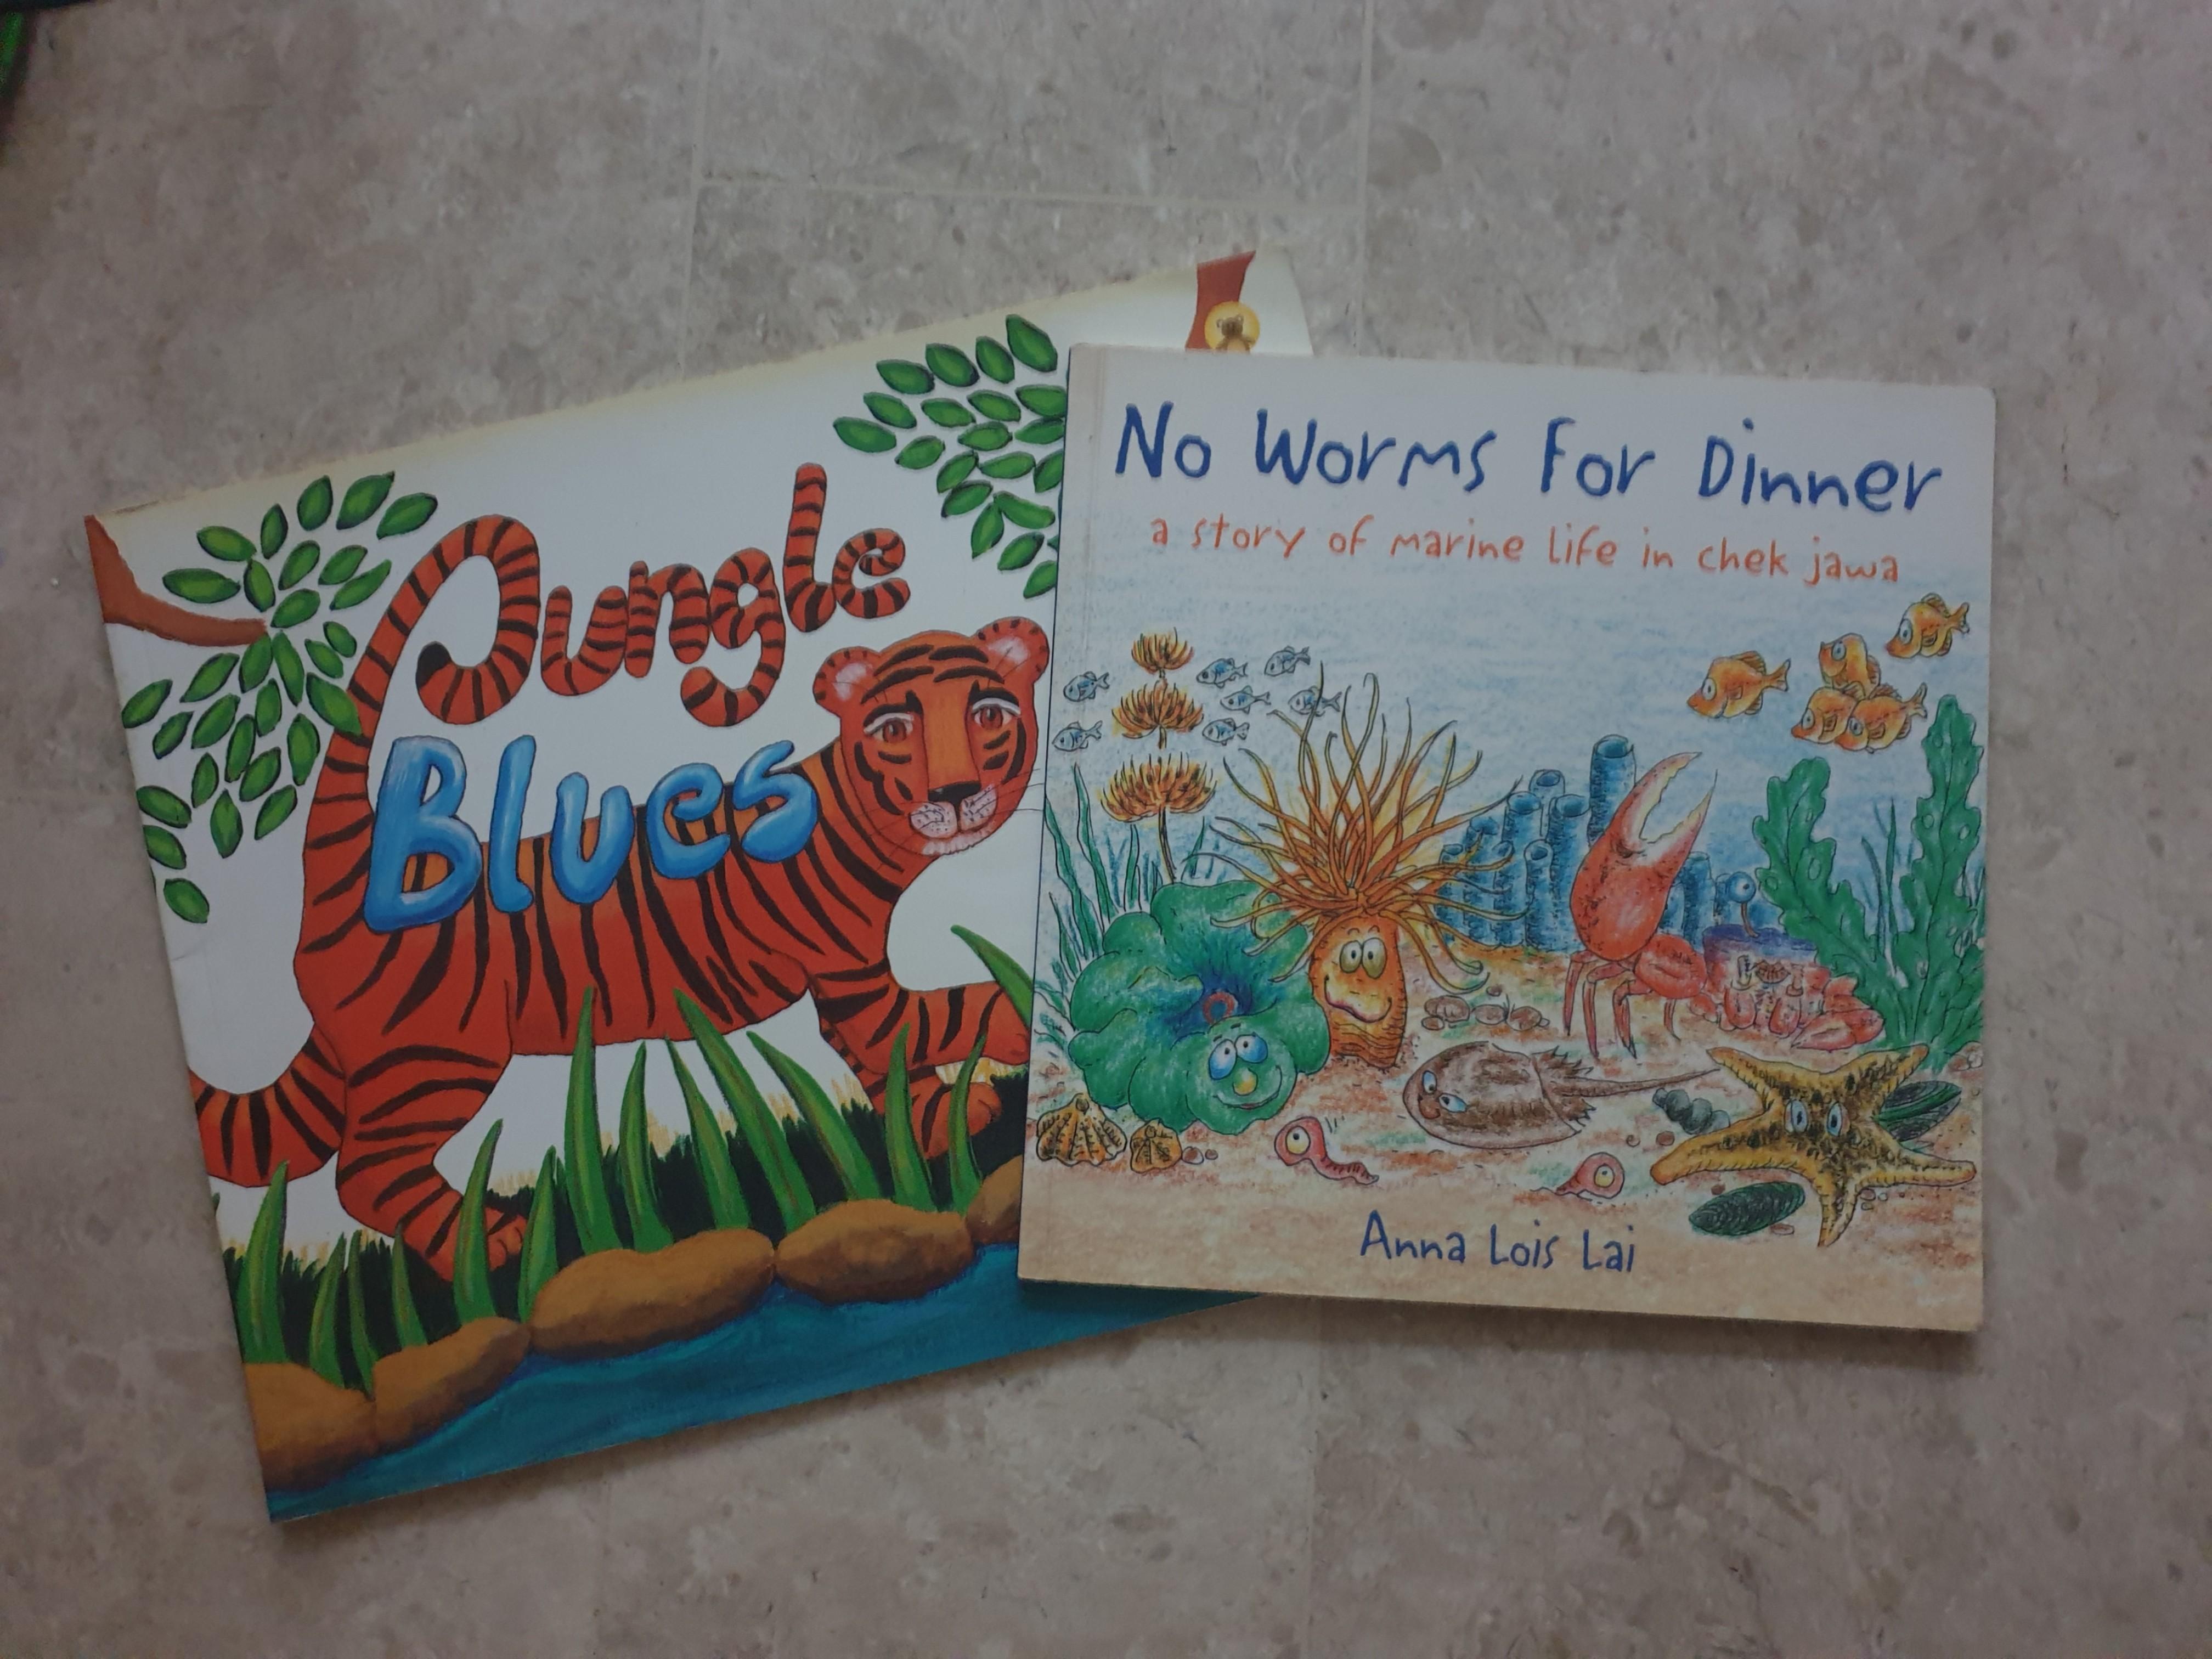 Jungle
Blues
No Worms For Dinner
a story of marine life in chek jawa
Anna Lois Lai